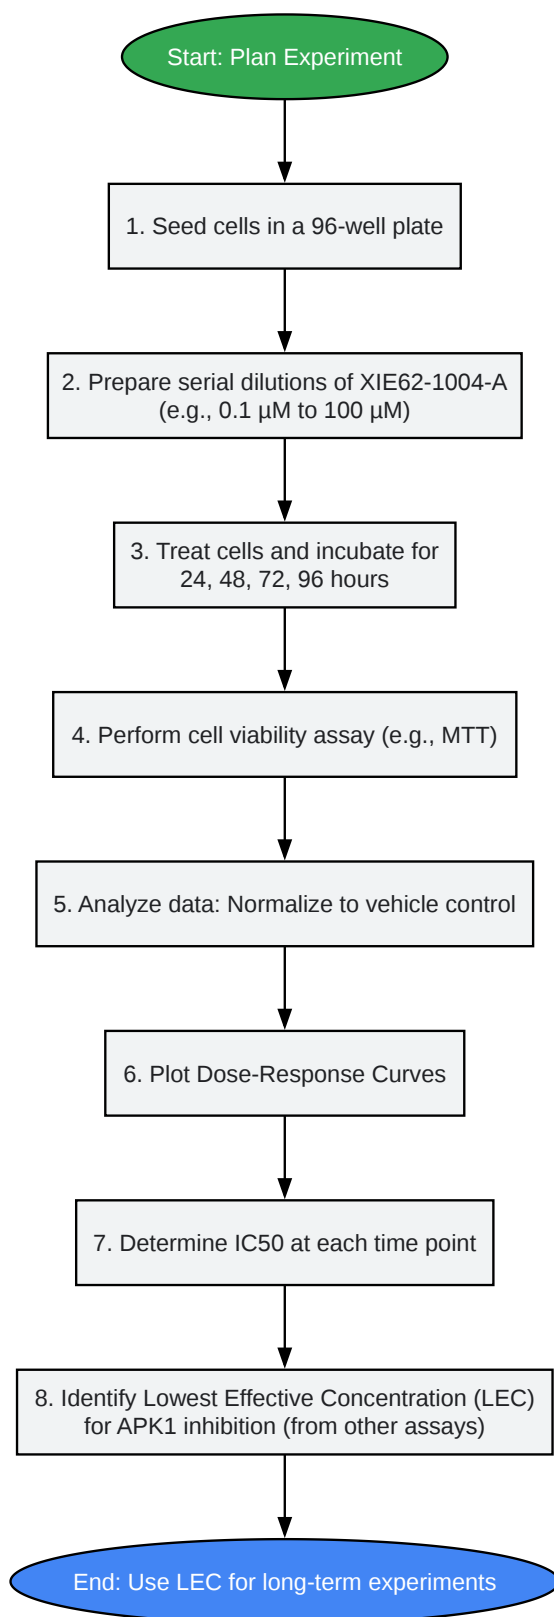 Start: Plan Experiment
1. Seed cells in a 96-well plate
2. Prepare serial dilutions of XIE62-1004-A
(e.g., 0.1 µM to 100 µM)
3. Treat cells and incubate for
24, 48, 72, 96 hours
4. Perform cell viability assay (e.g., MTT)
5. Analyze data: Normalize to vehicle control
6. Plot Dose-Response Curves
7. Determine IC50 at each time point
8. Identify Lowest Effective Concentration (LEC)
for APK1 inhibition (from other assays)
End: Use LEC for long-term experiments